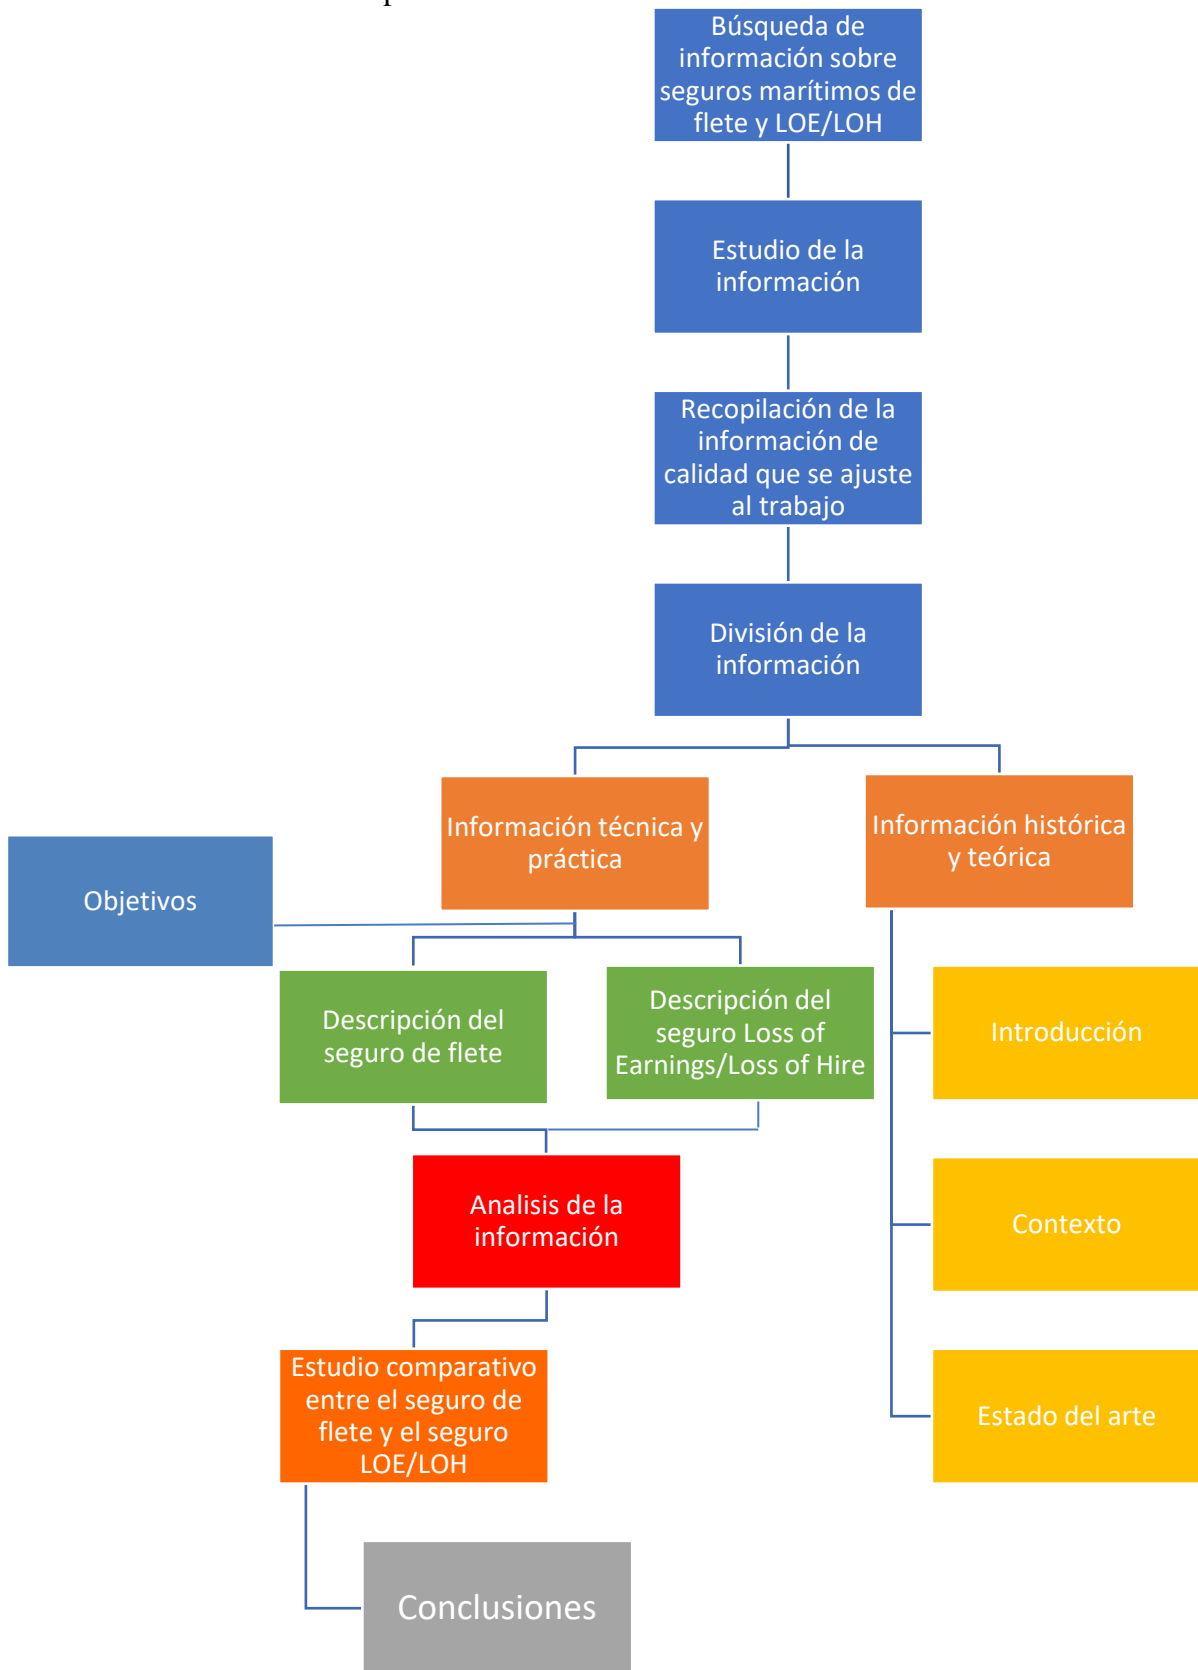 Búsqueda de
información sobre
seguros marítimos de
flete y LOE/LOH
Estudio de la
información
Recopilación de la
información de
calidad que se ajuste
al trabajo
División de la
información
Información técnica y
práctica
Información histórica
y teórica
Objetivos
Descripción del
seguro de flete
Descripción del
seguro Loss of
Earnings/Loss of Hire
Introducción
Analisis de la
información
Contexto
Estudio comparativo
entre el seguro de
flete y el seguro
LOE/LOH
Estado del arte
Conclusiones